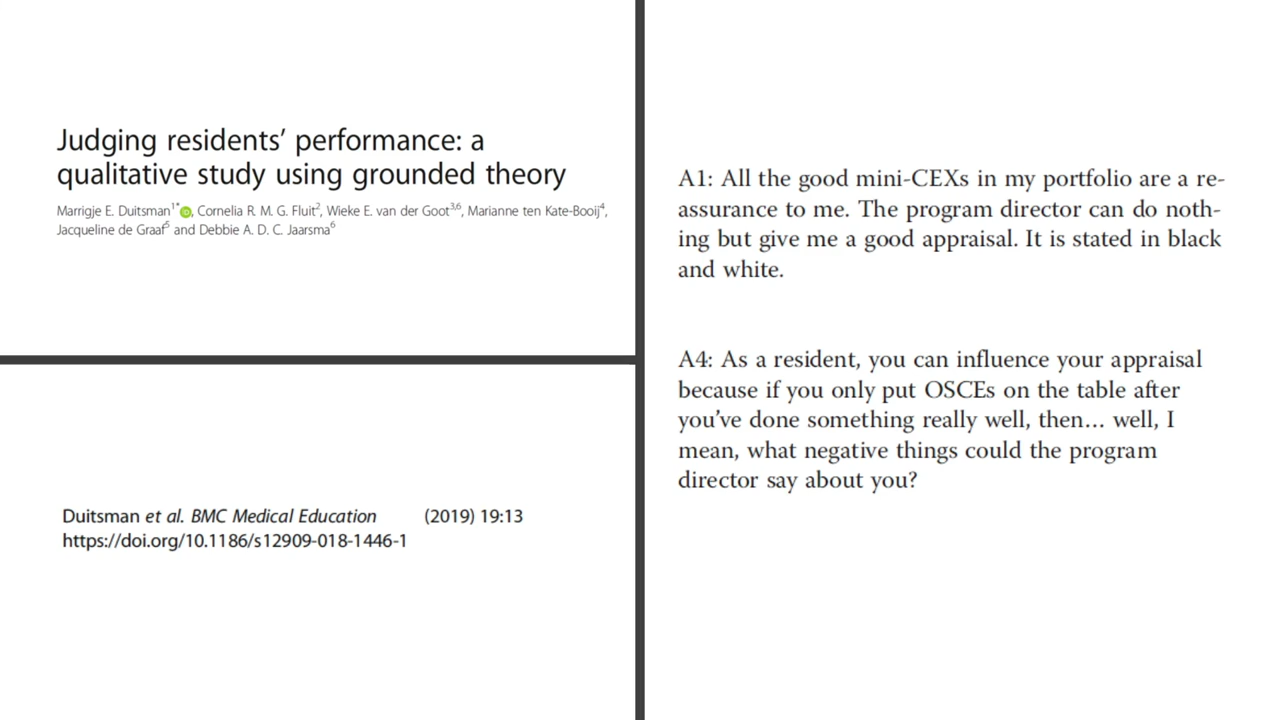 Judging residents’ performance: a
qualitative study using grounded theory
Marrigje E. Duitsman1*, Cornelia R. M. G. Fluit2, Wieke E. van der Goot3,6, Marianne ten Kate-Booij4,
Jacqueline de Graaf5 and Debbie A. D. C. Jaarsma6
Duitsman et al. BMC Medical Education (2019) 19:13
https://doi.org/10.1186/s12909-018-1446-1
A1: All the good mini-CEXs in my portfolio are a re-
assurance to me. The program director can do noth-
ing but give me a good appraisal. It is stated in black
and white.
A4: As a resident, you can influence your appraisal
because if you only put OSCEs on the table after
you’ve done something really well, then… well, I
mean, what negative things could the program
director say about you?